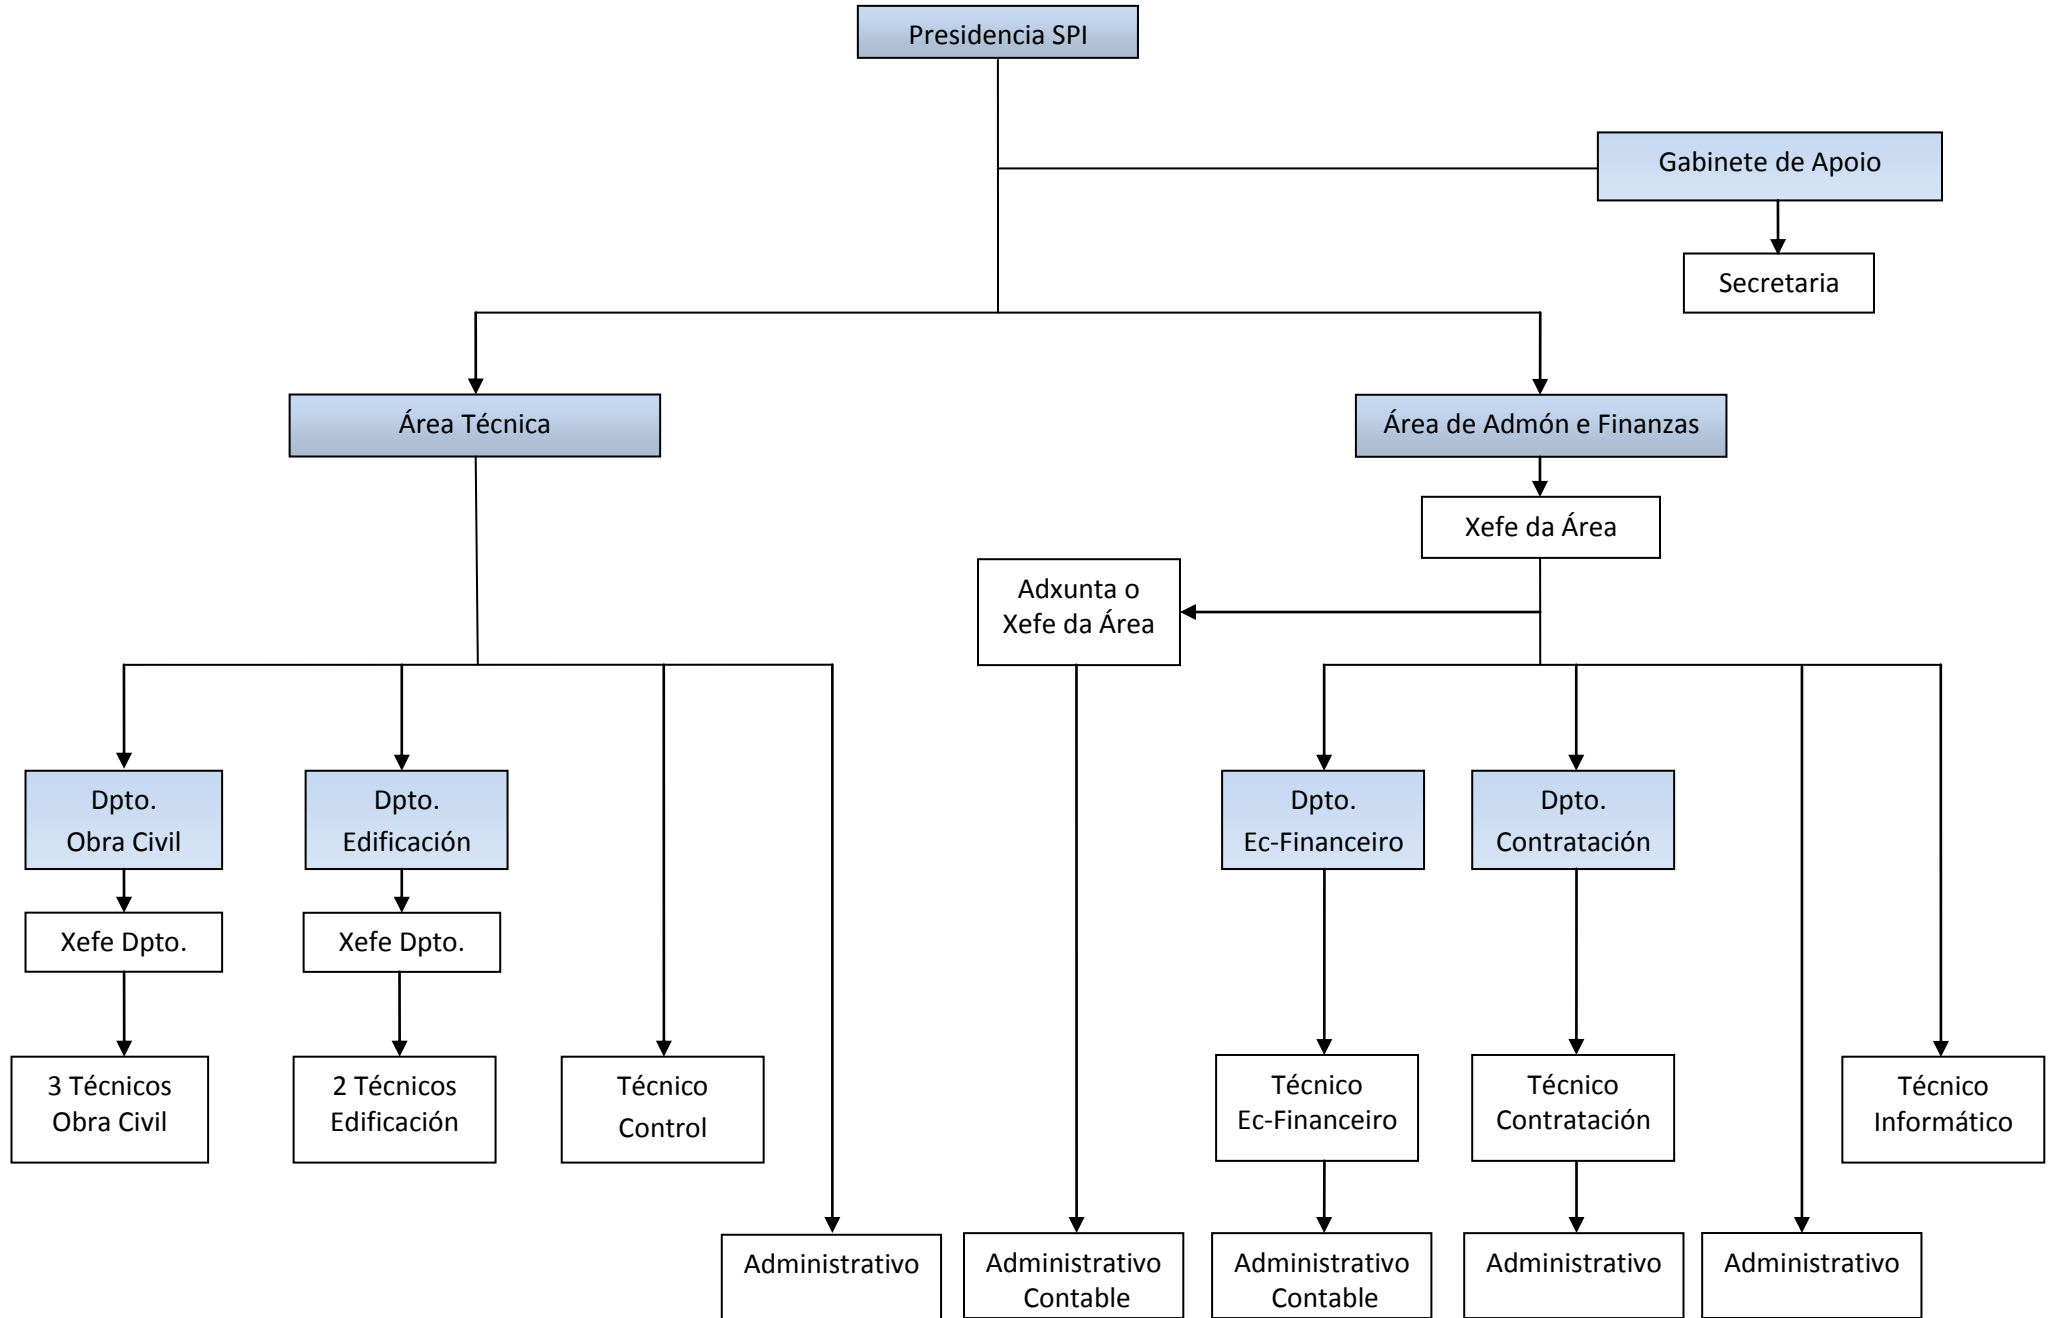 Presidencia SPI
Gabinete de Apoio
Secretaria
Área Técnica
Área de Admón e Finanzas
Xefe da Área
Adxunta o
Xefe da Área
Dpto.
Obra Civil
Dpto.
Edificación
Dpto.
Ec-Financeiro
Dpto.
Contratación
Xefe Dpto.
Xefe Dpto.
3 Técnicos
Obra Civil
2 Técnicos
Edificación
Técnico
Control
Técnico
Ec-Financeiro
Técnico
Contratación
Técnico
Informático
Administrativo
Administrativo
Contable
Administrativo
Contable
Administrativo
Administrativo